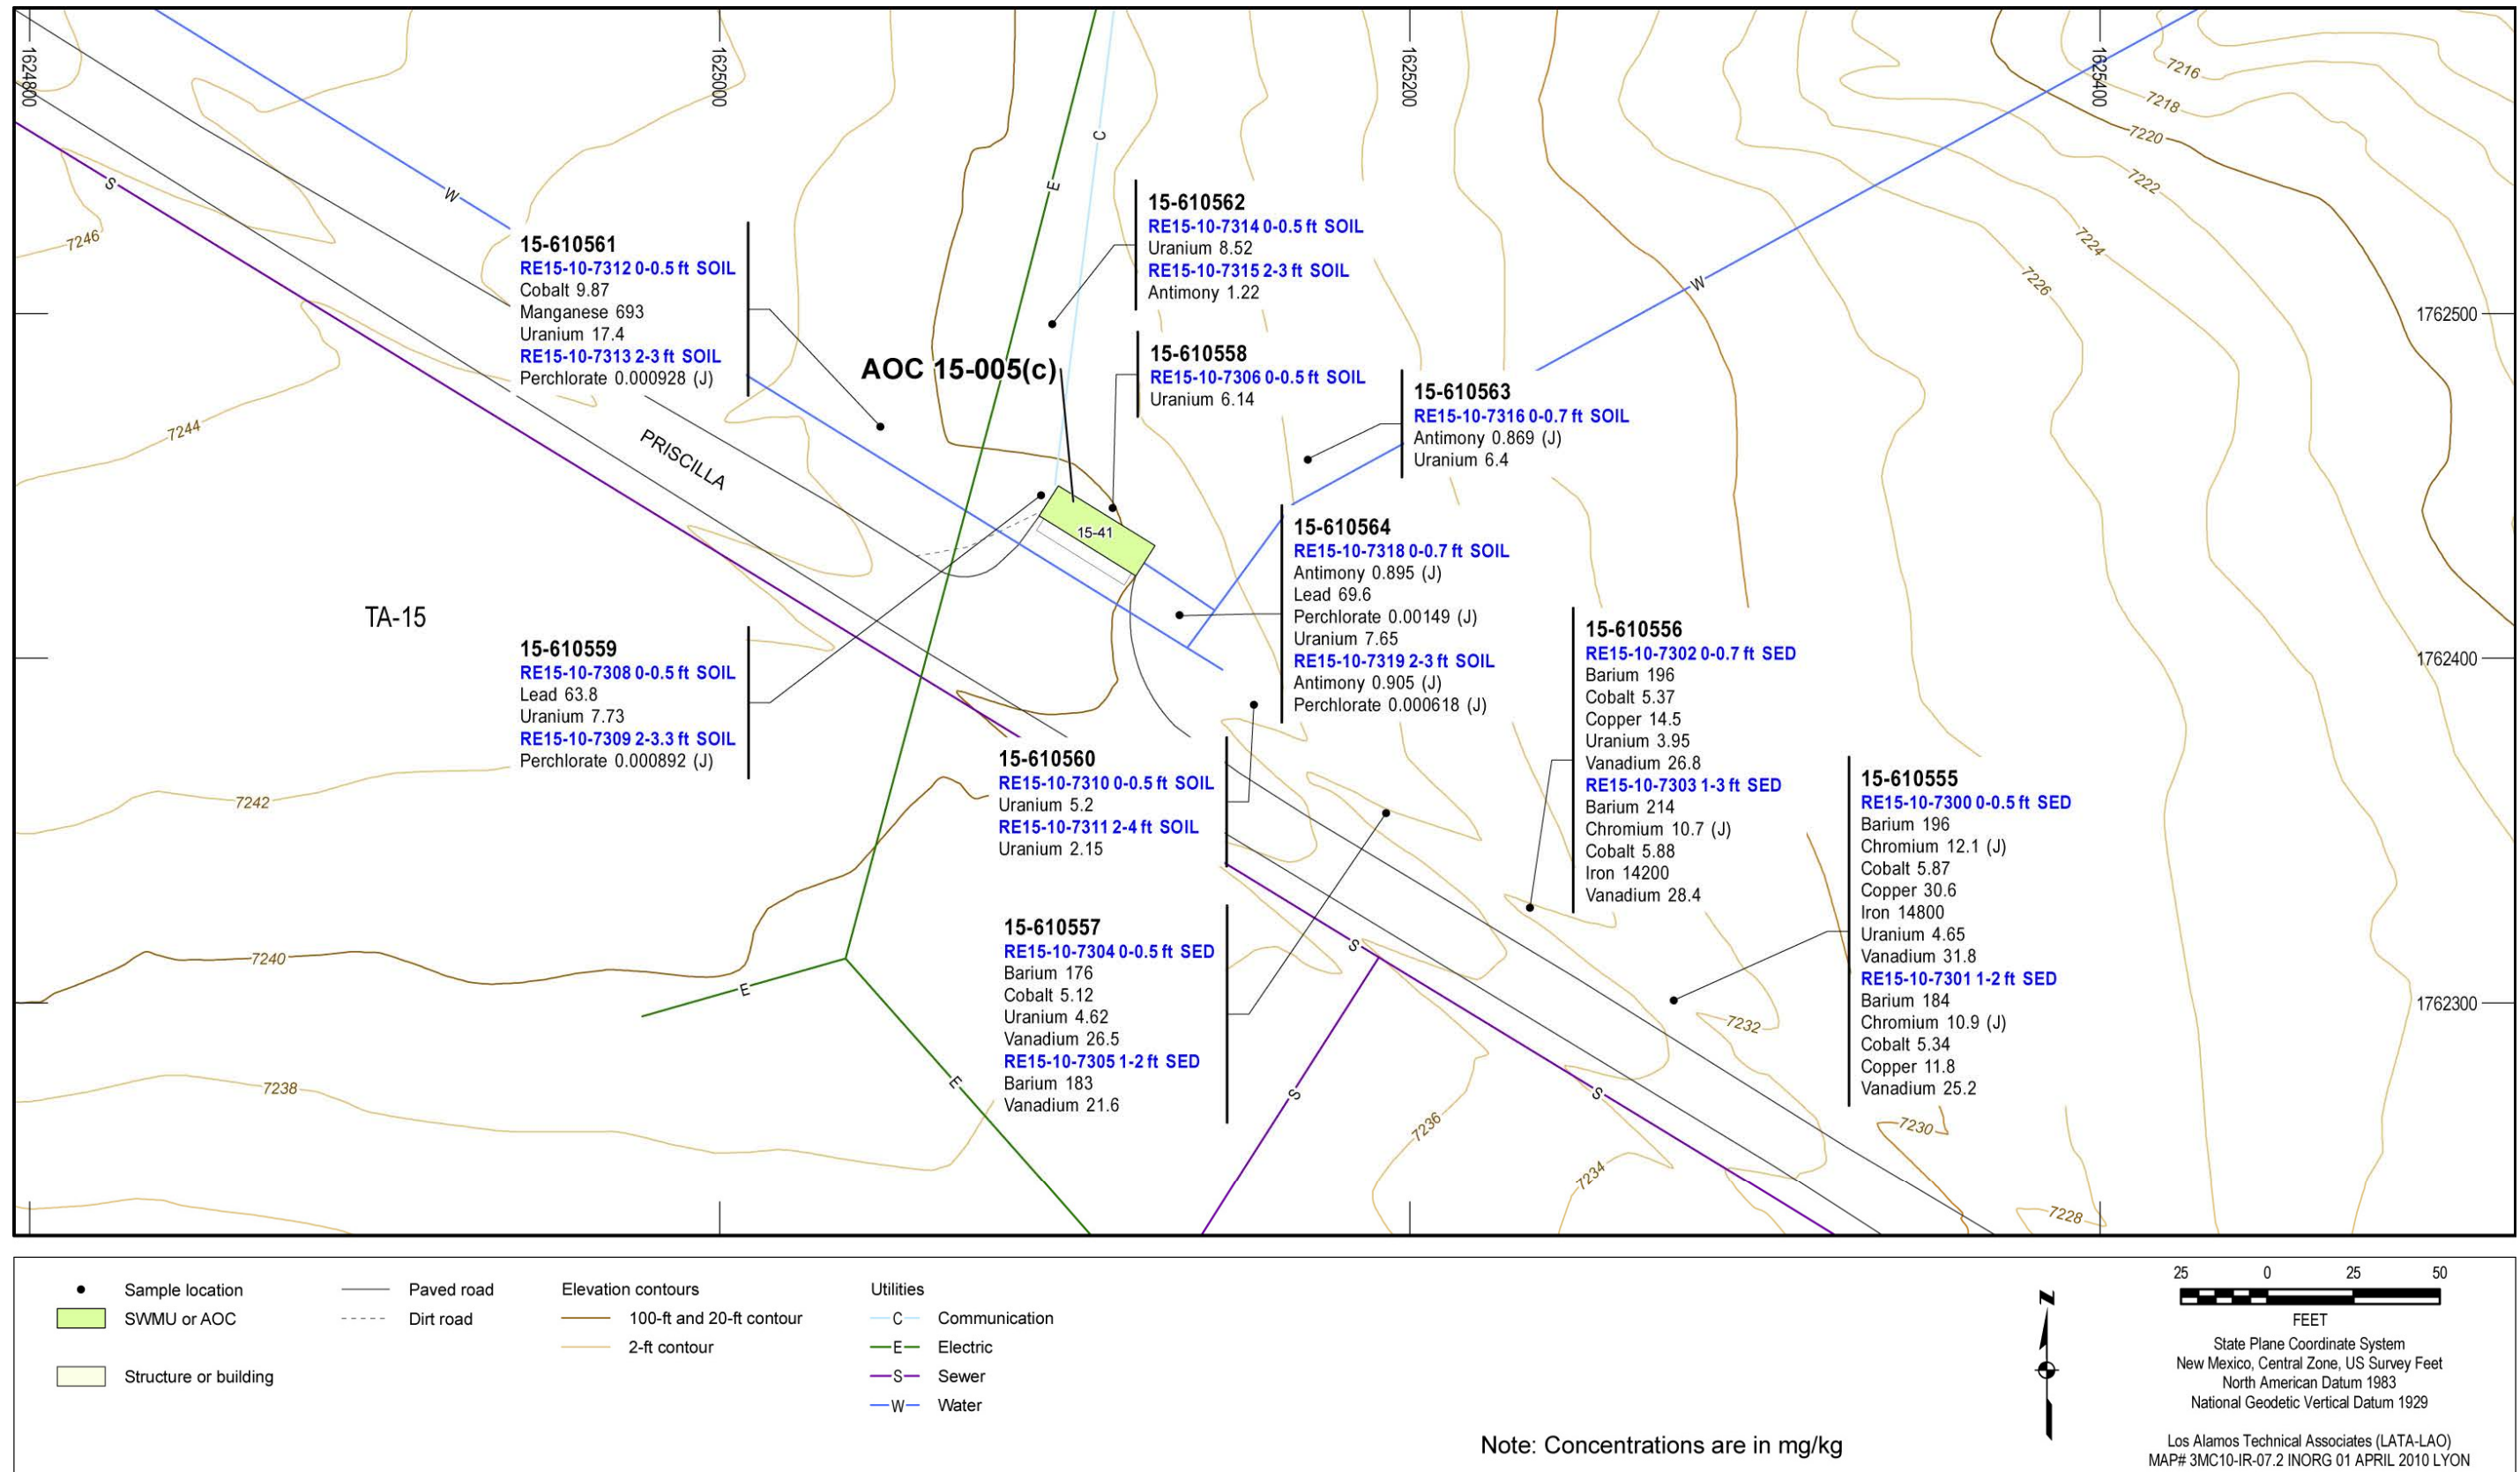 1624800
1625000
1625200
1625400
7216
7218
7220
7222
7224
7226
W
S
7246
7244
C
E
W
1762500
1762400
1762300
15-610561
RE15-10-7312 0-0.5 ft SOIL
Cobalt 9.87
Manganese 693
Uranium 17.4
RE15-10-7313 2-3 ft SOIL
Perchlorate 0.000928 (J)
15-610562
RE15-10-7314 0-0.5 ft SOIL
Uranium 8.52
RE15-10-7315 2-3 ft SOIL
Antimony 1.22
AOC 15-005(c)
15-610558
RE15-10-7306 0-0.5 ft SOIL
Uranium 6.14
15-610563
RE15-10-7316 0-0.7 ft SOIL
Antimony 0.869 (J)
Uranium 6.4
PRISCILLA
15-41
TA-15
15-610564
RE15-10-7318 0-0.7 ft SOIL
Antimony 0.895 (J)
Lead 69.6
Perchlorate 0.00149 (J)
Uranium 7.65
RE15-10-7319 2-3 ft SOIL
Antimony 0.905 (J)
Perchlorate 0.000618 (J)
15-610559
RE15-10-7308 0-0.5 ft SOIL
Lead 63.8
Uranium 7.73
RE15-10-7309 2-3.3 ft SOIL
Perchlorate 0.000892 (J)
15-610556
RE15-10-7302 0-0.7 ft SED
Barium 196
Cobalt 5.37
Copper 14.5
Uranium 3.95
Vanadium 26.8
RE15-10-7303 1-3 ft SED
Barium 214
Chromium 10.7 (J)
Cobalt 5.88
Iron 14200
Vanadium 28.4
15-610560
RE15-10-7310 0-0.5 ft SOIL
Uranium 5.2
RE15-10-7311 2-4 ft SOIL
Uranium 2.15
15-610555
RE15-10-7300 0-0.5 ft SED
Barium 196
Chromium 12.1 (J)
Cobalt 5.87
Copper 30.6
Iron 14800
Uranium 4.65
Vanadium 31.8
RE15-10-7301 1-2 ft SED
Barium 184
Chromium 10.9 (J)
Cobalt 5.34
Copper 11.8
Vanadium 25.2
15-610557
RE15-10-7304 0-0.5 ft SED
Barium 176
Cobalt 5.12
Uranium 4.62
Vanadium 26.5
RE15-10-7305 1-2 ft SED
Barium 183
Vanadium 21.6
7242
7240
7238
E
E
S
S
S
7236
7234
7232
7230
7228
Sample location
SWMU or AOC
Structure or building
Paved road
Dirt road
Elevation contours
100-ft and 20-ft contour
2-ft contour
Utilities
C Communication
E Electric
S Sewer
W Water
Note: Concentrations are in mg/kg
N
25 0 25 50
FEET
State Plane Coordinate System
New Mexico, Central Zone, US Survey Feet
North American Datum 1983
National Geodetic Vertical Datum 1929
Los Alamos Technical Associates (LATA-LAO)
MAP# 3MC10-IR-07.2 INORG 01 APRIL 2010 LYON